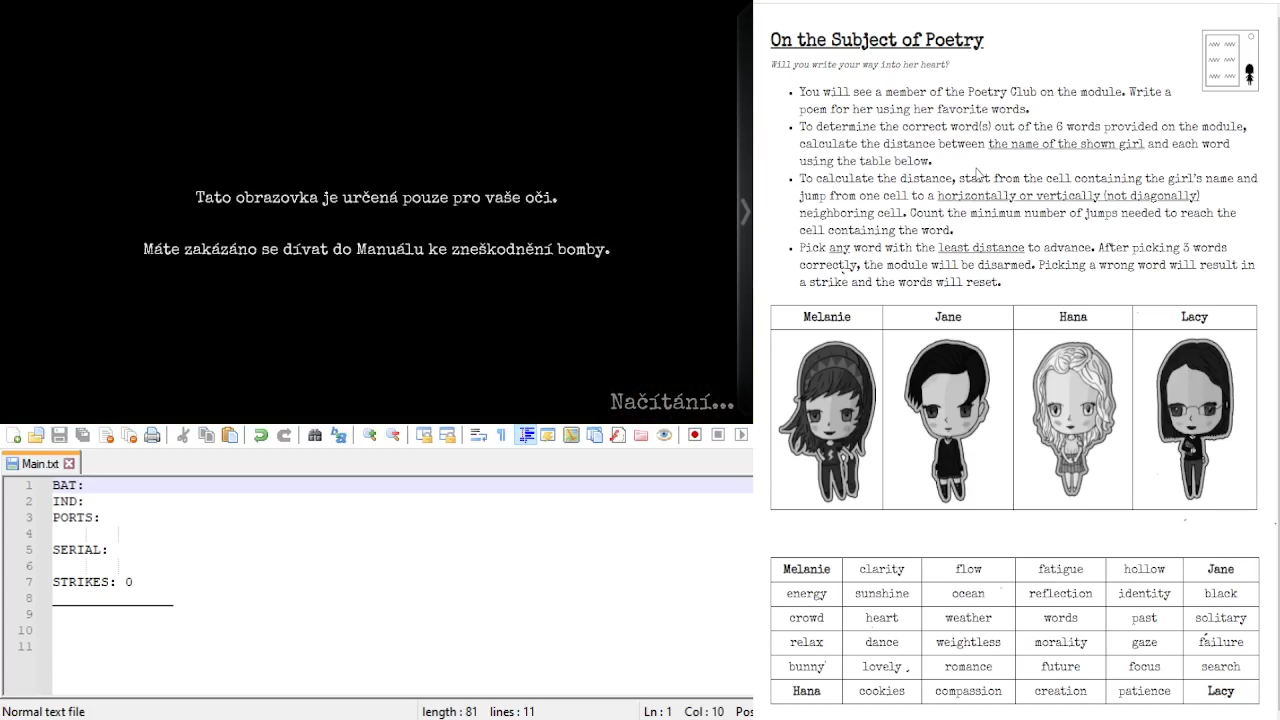 Tato obrazovka je určená pouze pro vaše oči.
Máte zakázáno se dívat do Manuálu ke zneškodnění bomby.
Načítání...
Main.txt
1 BAT:
2 IND:
3 PORTS:
4
5 SERIAL:
6
7 STRIKES: 0
8
9
10
11
Normal text file length : 81 lines : 11 Ln : 1 Col : 10 Pos
On the Subject of Poetry
Will you write your way into her heart?
• You will see a member of the Poetry Club on the module. Write a
poem for her using her favorite words.
• To determine the correct word(s) out of the 6 words provided on the module,
calculate the distance between the name of the shown girl and each word
using the table below.
• To calculate the distance, start from the cell containing the girl's name and
jump from one cell to a horizontally or vertically (not diagonally)
neighboring cell. Count the minimum number of jumps needed to reach the
cell containing the word.
• Pick any word with the least distance to advance. After picking 3 words
correctly, the module will be disarmed. Picking a wrong word will result in
a strike and the words will reset.
Melanie Jane Hana Lacy
Melanie clarity flow fatigue hollow Jane
energy sunshine ocean reflection identity black
crowd heart weather words past solitary
relax dance weightless morality gaze failure
bunny lovely romance future focus search
Hana cookies compassion creation patience Lacy